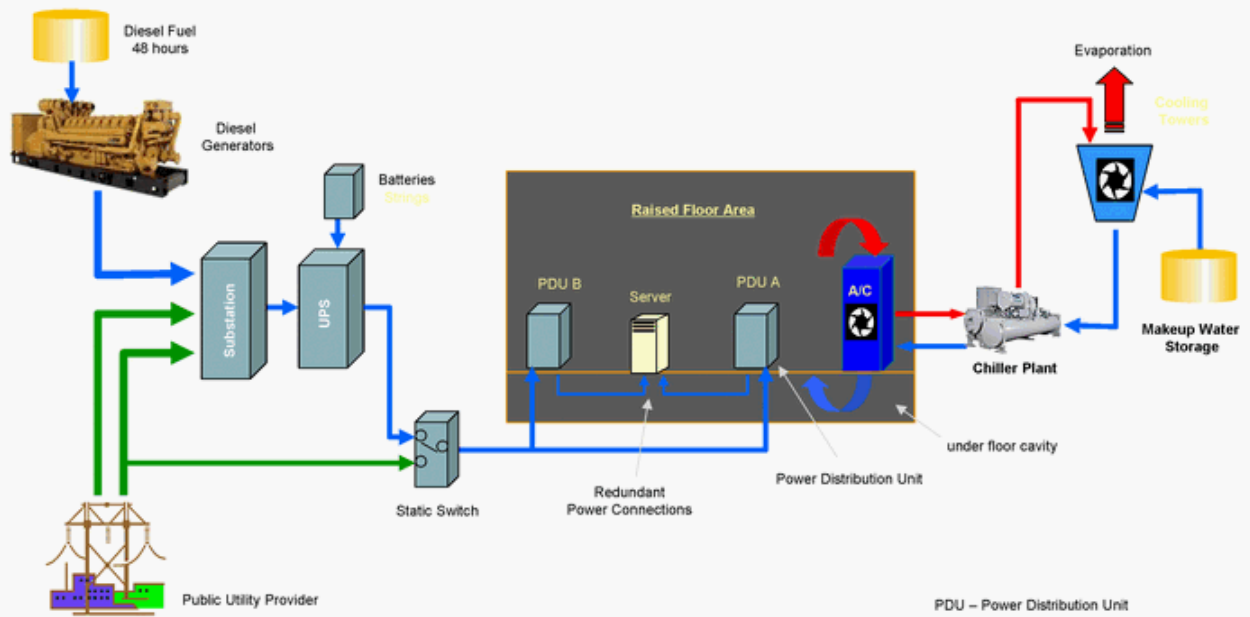 Diesel Fuel
48 hours
Diesel
Generators
Batteries
Strings
Substation
UPS
Static Switch
Public Utility Provider
Raised Floor Area
PDU B
Server
PDU A
A/C
Redundant
Power Connections
Power Distribution Unit
under floor cavity
Evaporation
Cooling
Towers
Chiller Plant
Makeup Water
Storage
PDU – Power Distribution Unit